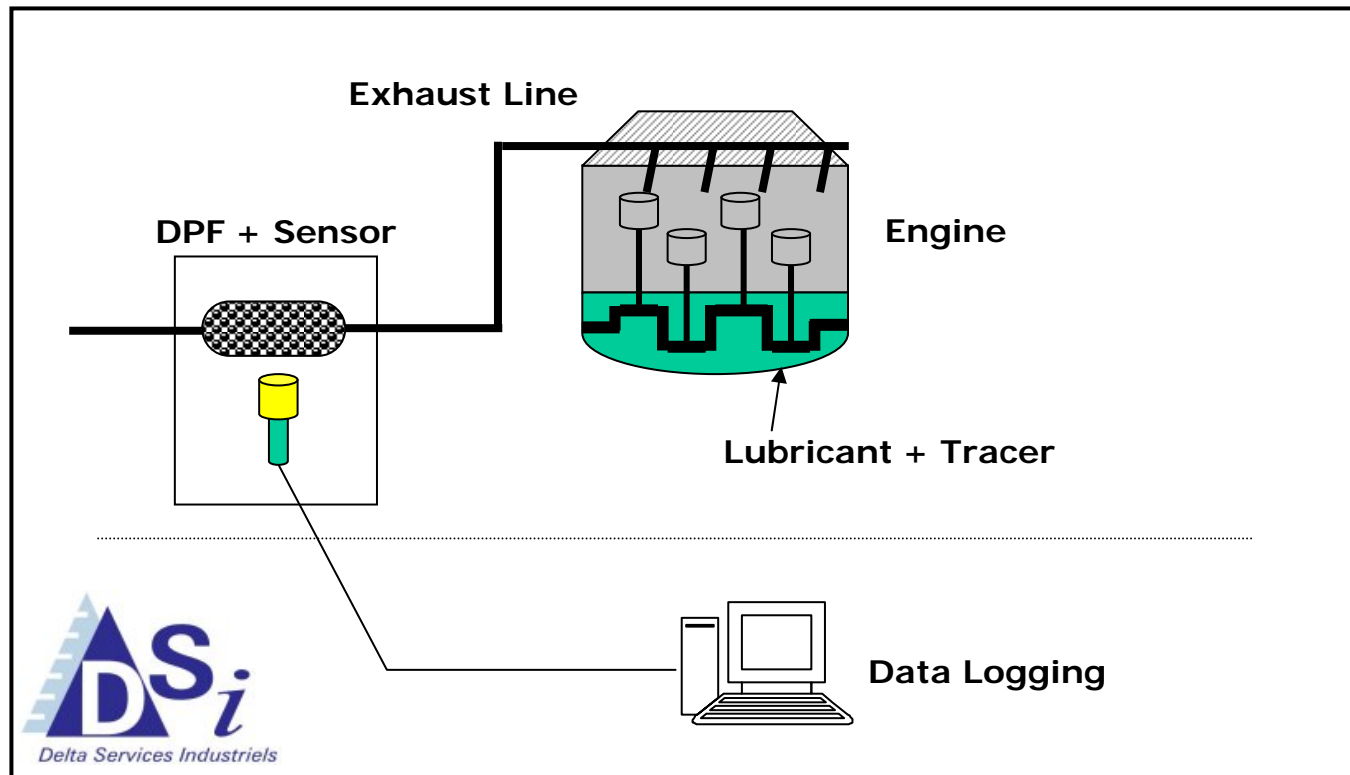 Exhaust Line
DPF + Sensor
Engine
Lubricant + Tracer
Data Logging
DSi
Delta Services Industriels